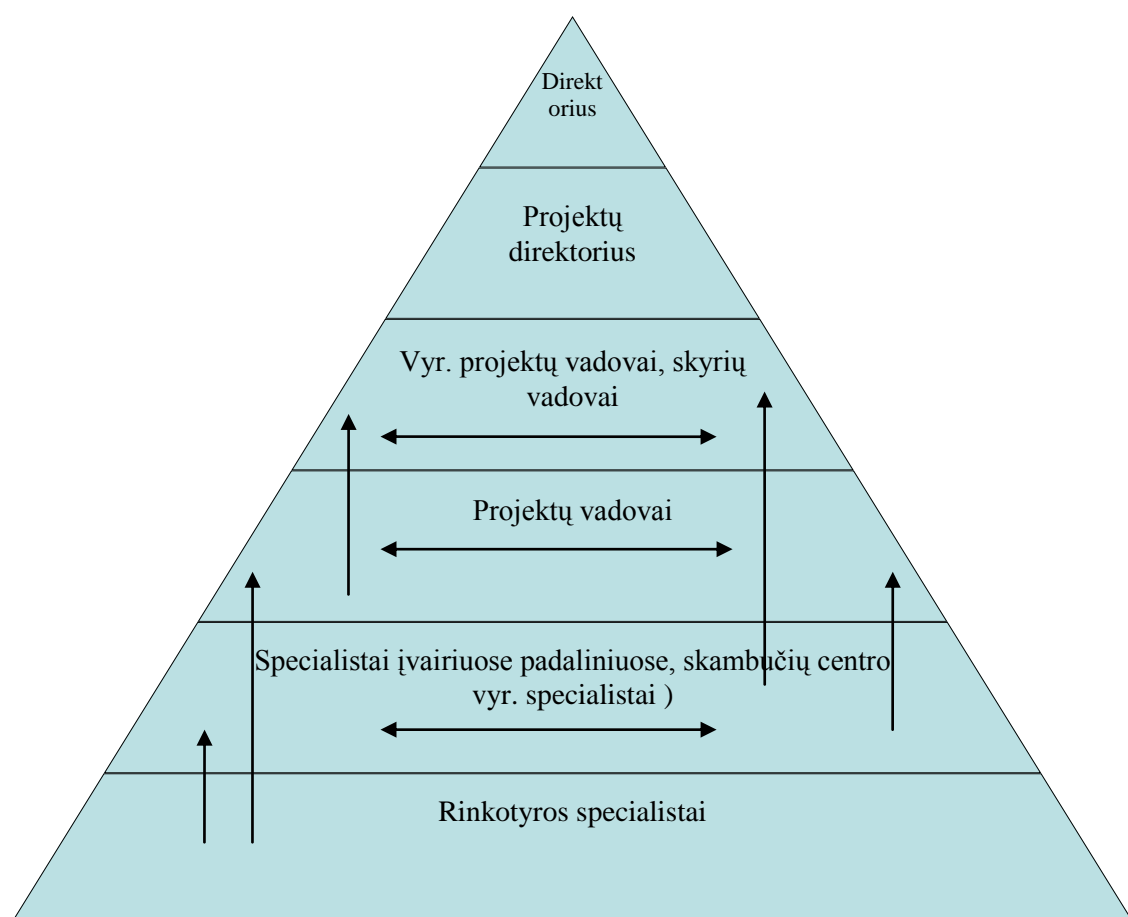 Direkt
orius
Projektų
direktorius
Vyr. projektų vadovai, skyrių
vadovai
Projektų vadovai
Specialistai įvairiuose padaliniuose, skambučių centro
vyr. specialistai )
Rinkotyros specialistai